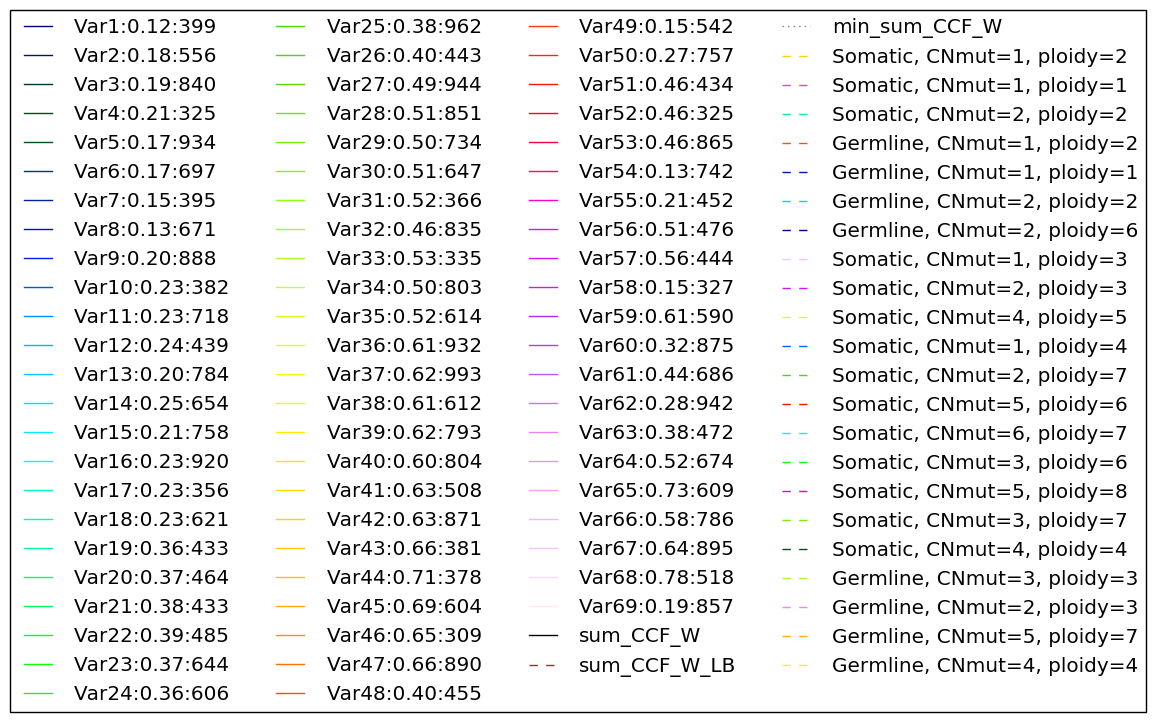 Var1:0.12:399
Var2:0.18:556
Var3:0.19:840
Var4:0.21:325
Var5:0.17:934
Var6:0.17:697
Var7:0.15:395
Var8:0.13:671
Var9:0.20:888
Var10:0.23:382
Var11:0.23:718
Var12:0.24:439
Var13:0.20:784
Var14:0.25:654
Var15:0.21:758
Var16:0.23:920
Var17:0.23:356
Var18:0.23:621
Var19:0.36:433
Var20:0.37:464
Var21:0.38:433
Var22:0.39:485
Var23:0.37:644
Var24:0.36:606
Var25:0.38:962
Var26:0.40:443
Var27:0.49:944
Var28:0.51:851
Var29:0.50:734
Var30:0.51:647
Var31:0.52:366
Var32:0.46:835
Var33:0.53:335
Var34:0.50:803
Var35:0.52:614
Var36:0.61:932
Var37:0.62:993
Var38:0.61:612
Var39:0.62:793
Var40:0.60:804
Var41:0.63:508
Var42:0.63:871
Var43:0.66:381
Var44:0.71:378
Var45:0.69:604
Var46:0.65:309
Var47:0.66:890
Var48:0.40:455
Var49:0.15:542
Var50:0.27:757
Var51:0.46:434
Var52:0.46:325
Var53:0.46:865
Var54:0.13:742
Var55:0.21:452
Var56:0.51:476
Var57:0.56:444
Var58:0.15:327
Var59:0.61:590
Var60:0.32:875
Var61:0.44:686
Var62:0.28:942
Var63:0.38:472
Var64:0.52:674
Var65:0.73:609
Var66:0.58:786
Var67:0.64:895
Var68:0.78:518
Var69:0.19:857
sum_CCF_W
sum_CCF_W_LB
min_sum_CCF_W
Somatic, CNmut=1, ploidy=2
Somatic, CNmut=1, ploidy=1
Somatic, CNmut=2, ploidy=2
Germline, CNmut=1, ploidy=2
Germline, CNmut=1, ploidy=1
Germline, CNmut=2, ploidy=2
Germline, CNmut=2, ploidy=6
Somatic, CNmut=1, ploidy=3
Somatic, CNmut=2, ploidy=3
Somatic, CNmut=4, ploidy=5
Somatic, CNmut=1, ploidy=4
Somatic, CNmut=2, ploidy=7
Somatic, CNmut=5, ploidy=6
Somatic, CNmut=6, ploidy=7
Somatic, CNmut=3, ploidy=6
Somatic, CNmut=5, ploidy=8
Somatic, CNmut=3, ploidy=7
Somatic, CNmut=4, ploidy=4
Germline, CNmut=3, ploidy=3
Germline, CNmut=2, ploidy=3
Germline, CNmut=5, ploidy=7
Germline, CNmut=4, ploidy=4